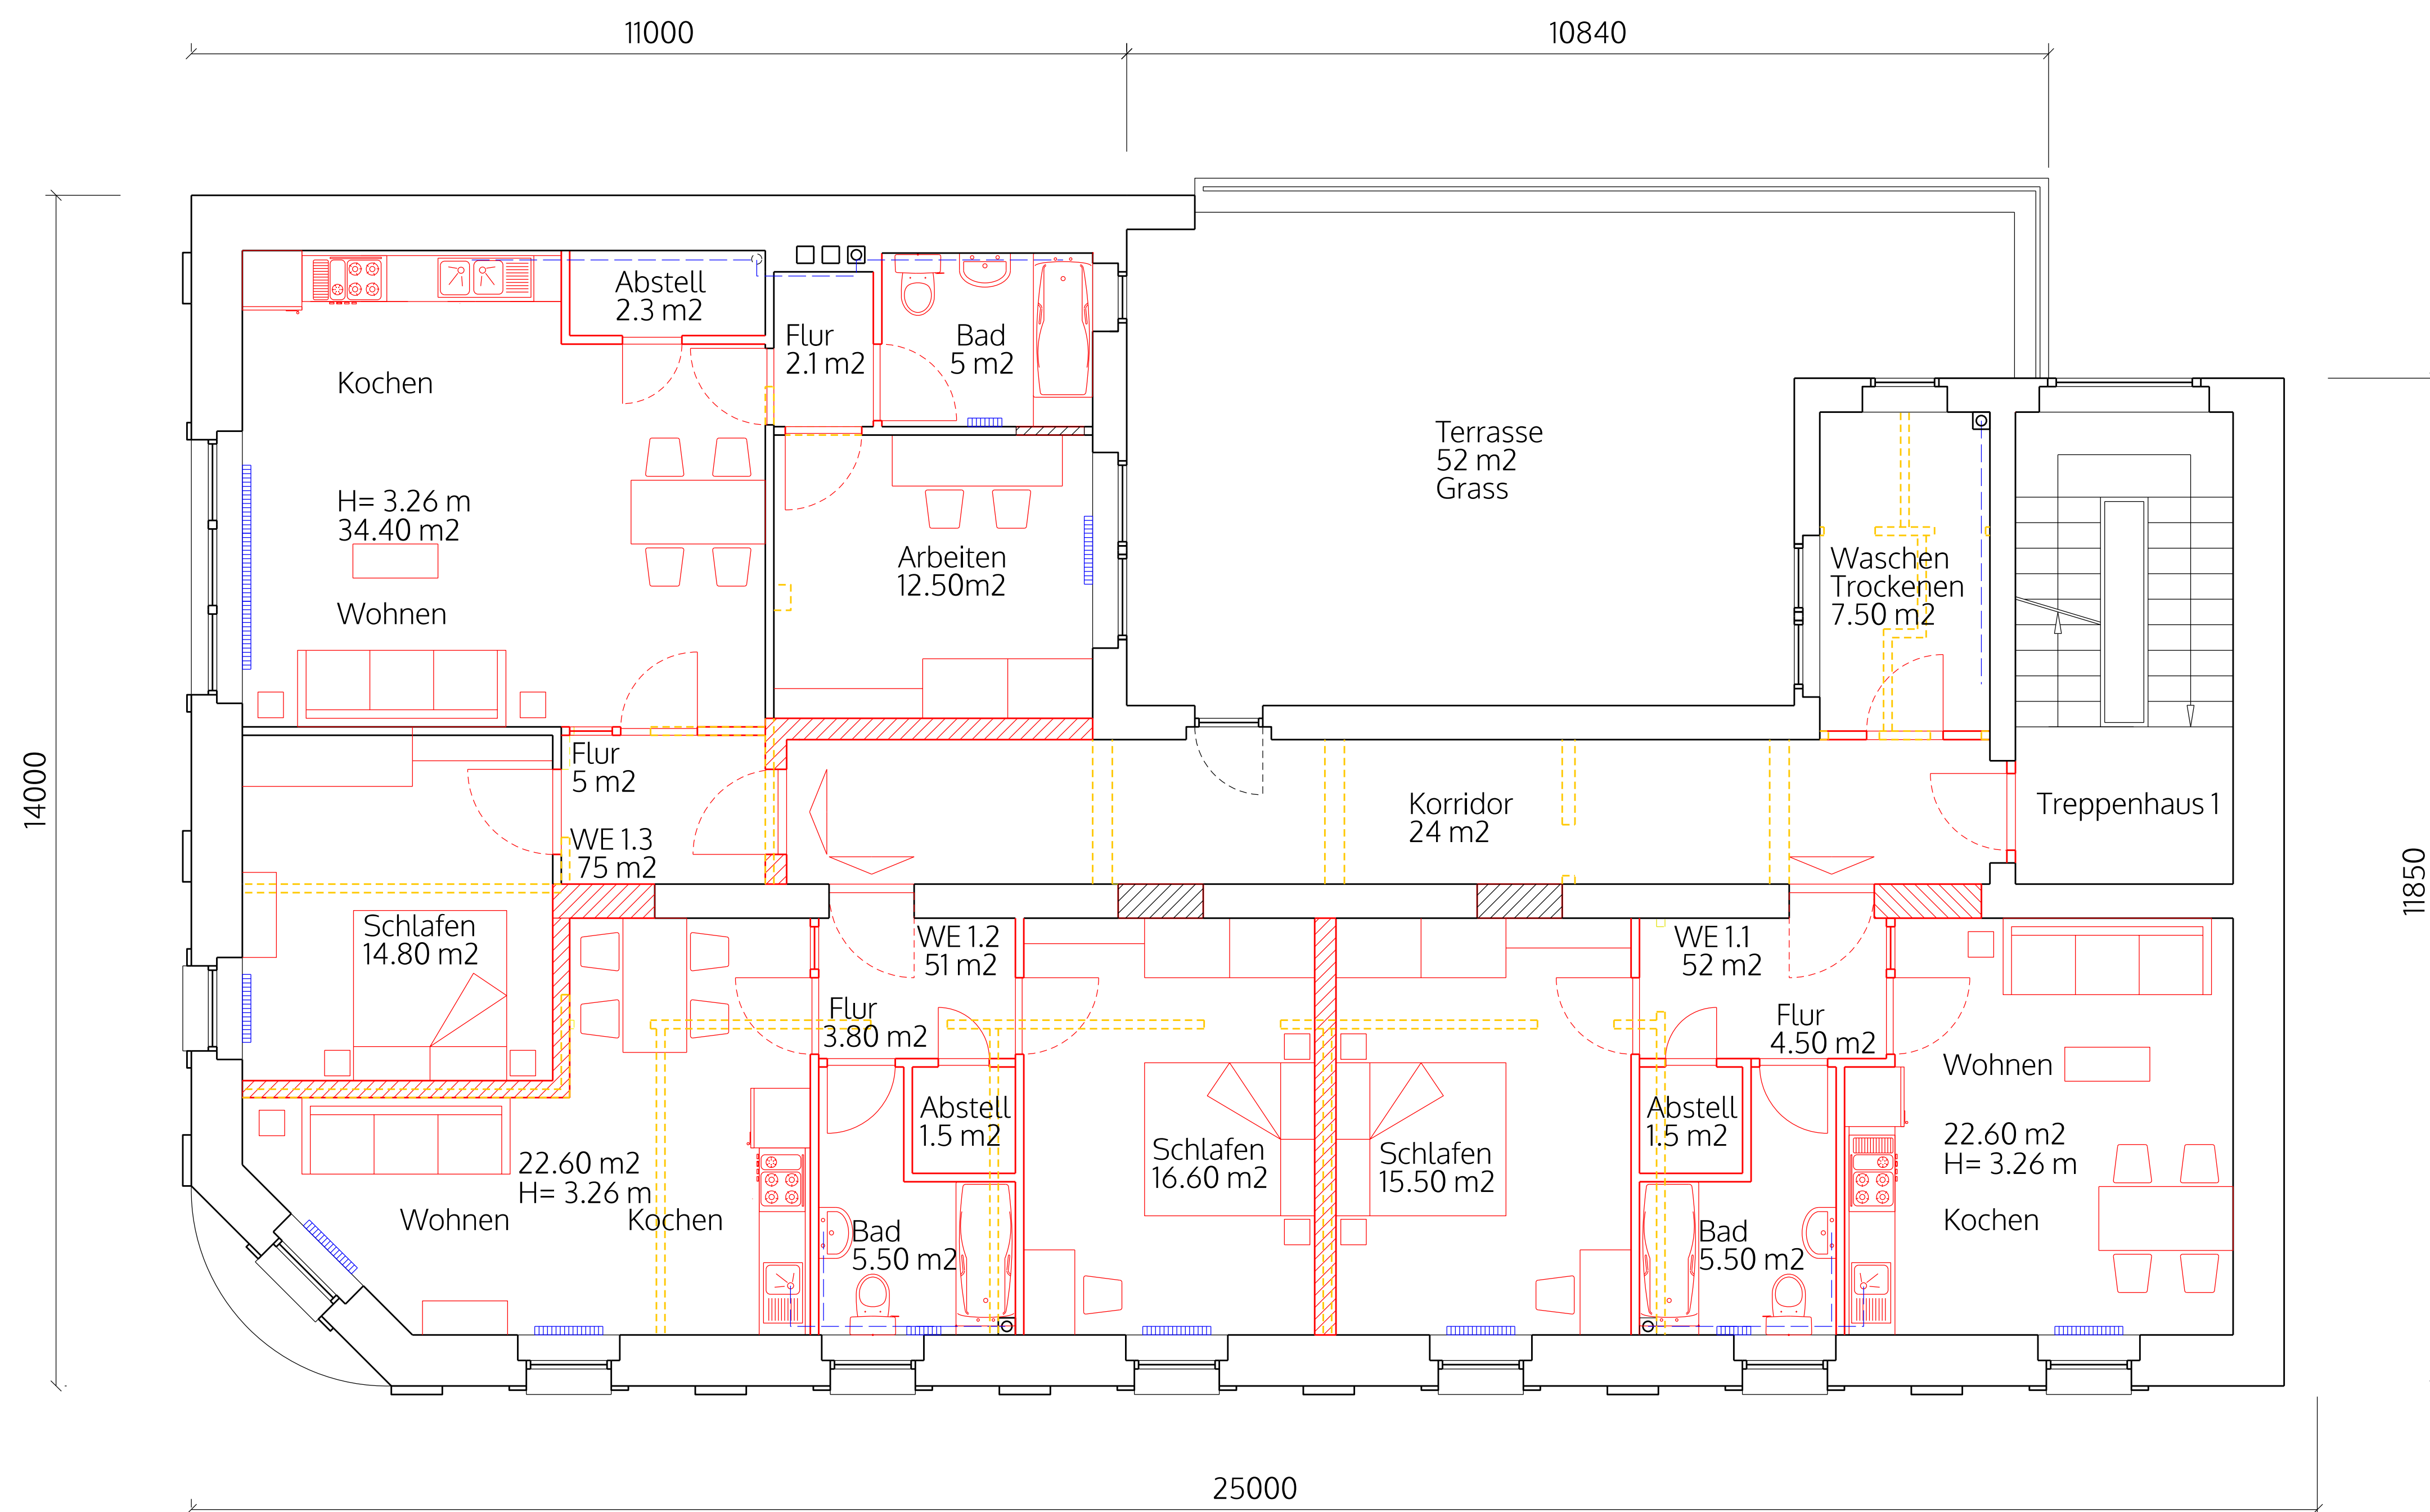 11000
10840
Abstell
2.3 m2
Flur
2.1 m2
Bad
5 m2
Kochen
H= 3.26 m
34.40 m2
Wohnen
Arbeiten
12.50m2
Terrasse
52 m2
Grass
Waschen
Trockenen
7.50 m2
14000
Flur
5 m2
WE 1.3
75 m2
Korridor
24 m2
Treppenhaus 1
11850
Schlafen
14.80 m2
WE 1.2
51 m2
Flur
3.80 m2
WE 1.1
52 m2
Flur
4.50 m2
Abstell
1.5 m2
Abstell
1.5 m2
Wohnen
22.60 m2
H= 3.26 m
Kochen
22.60 m2
H= 3.26 m
Wohnen
Kochen
Schlafen
16.60 m2
Schlafen
15.50 m2
Bad
5.50 m2
Bad
5.50 m2
25000